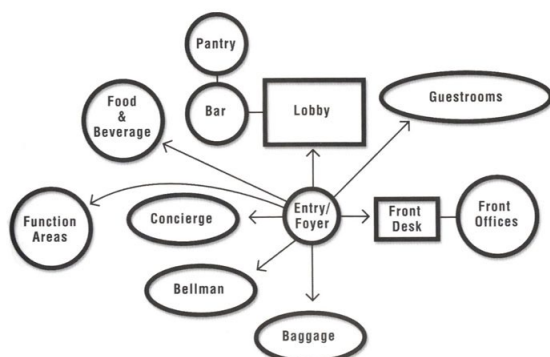 Pantry
Food
&
Beverage
Bar
Lobby
Guestrooms
Function
Areas
Concierge
Entry/
Foyer
Front
Desk
Front
Offices
Bellman
Baggage